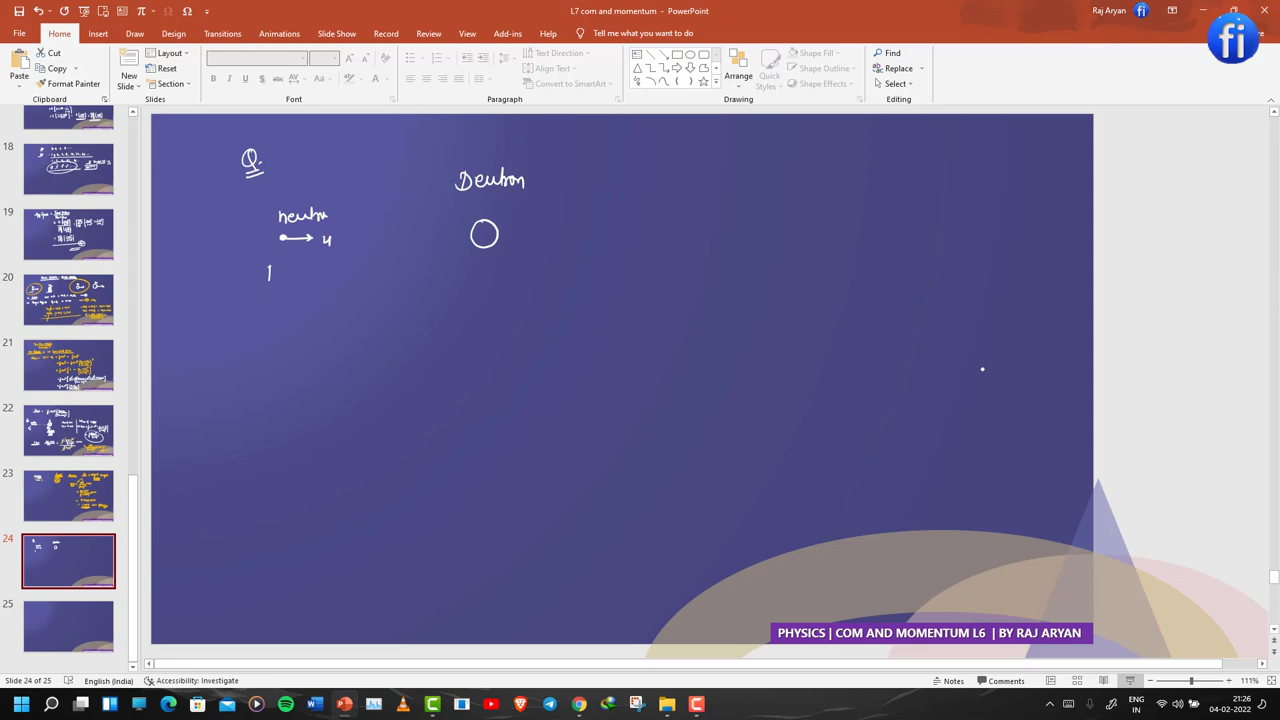 L7 com and momentum - PowerPoint
Raj Aryan
fi
File Home Insert Draw Design Transitions Animations Slide Show Record Review View Add-ins Help Tell me what you want to do
Cut
Copy
Format Painter
Paste
Clipboard
New Slide
Layout
Reset
Section
Slides
Font
Paragraph
Text Direction
Align Text
Convert to SmartArt
Arrange
Quick Styles
Shape Fill
Shape Outline
Shape Effects
Drawing
Find
Replace
Select
Editing
18
19
20
21
22
23
24
25
Q.
Deutron
u
1
PHYSICS | COM AND MOMENTUM L6 | BY RAJ ARYAN
Slide 24 of 25 English (India) Accessibility: Investigate Notes Comments 111%
ENG IN
21:26
04-02-2022